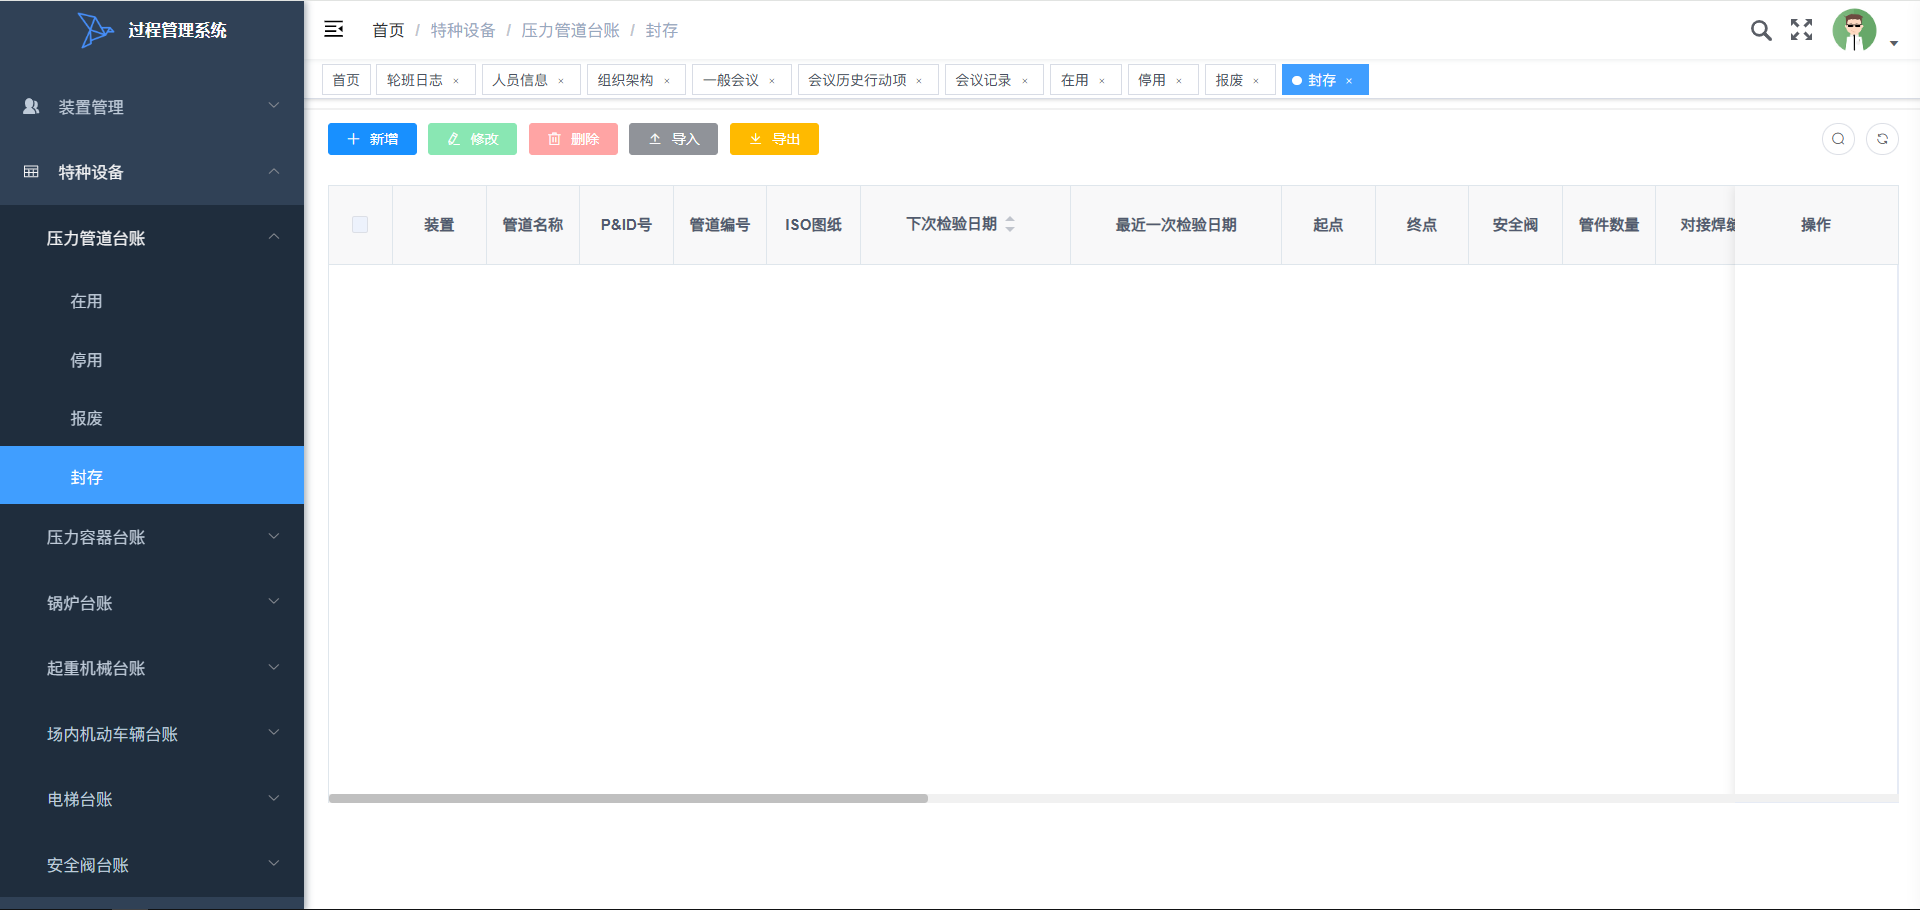 过程管理系统
首页 / 特种设备 / 压力管道台账 / 封存
首页 轮班日志 × 人员信息 × 组织架构 × 一般会议 × 会议历史行动项 × 会议记录 × 在用 × 停用 × 报废 × 封存 ×
装置管理
特种设备
压力管道台账
在用
停用
报废
封存
压力容器台账
锅炉台账
起重机械台账
场内机动车辆台账
电梯台账
安全阀台账
新增 修改 删除 导入 导出
装置 管道名称 P&ID号 管道编号 ISO图纸 下次检验日期 最近一次检验日期 起点 终点 安全阀 管件数量 对接焊 操作